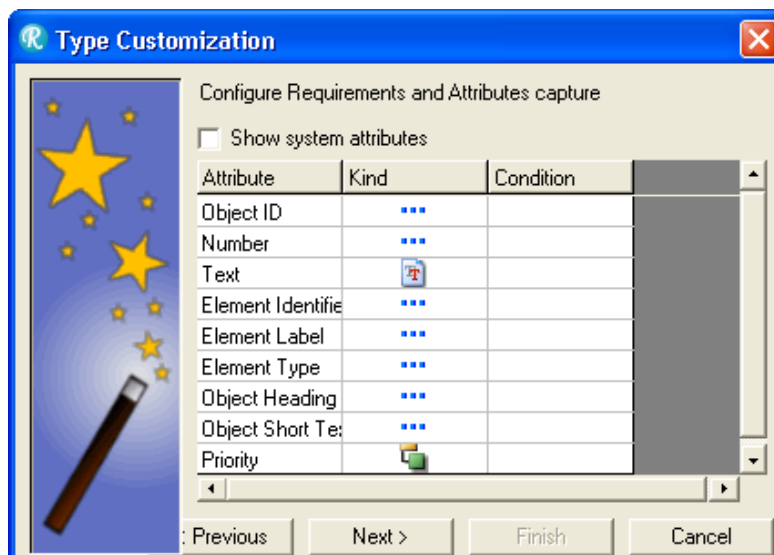 R Type Customization
Configure Requirements and Attributes capture
Show system attributes
Attribute Kind Condition
Object ID
Number
Text
Element Identifie
Element Label
Element Type
Object Heading
Object Short Te
Priority
: Previous Next > Finish Cancel